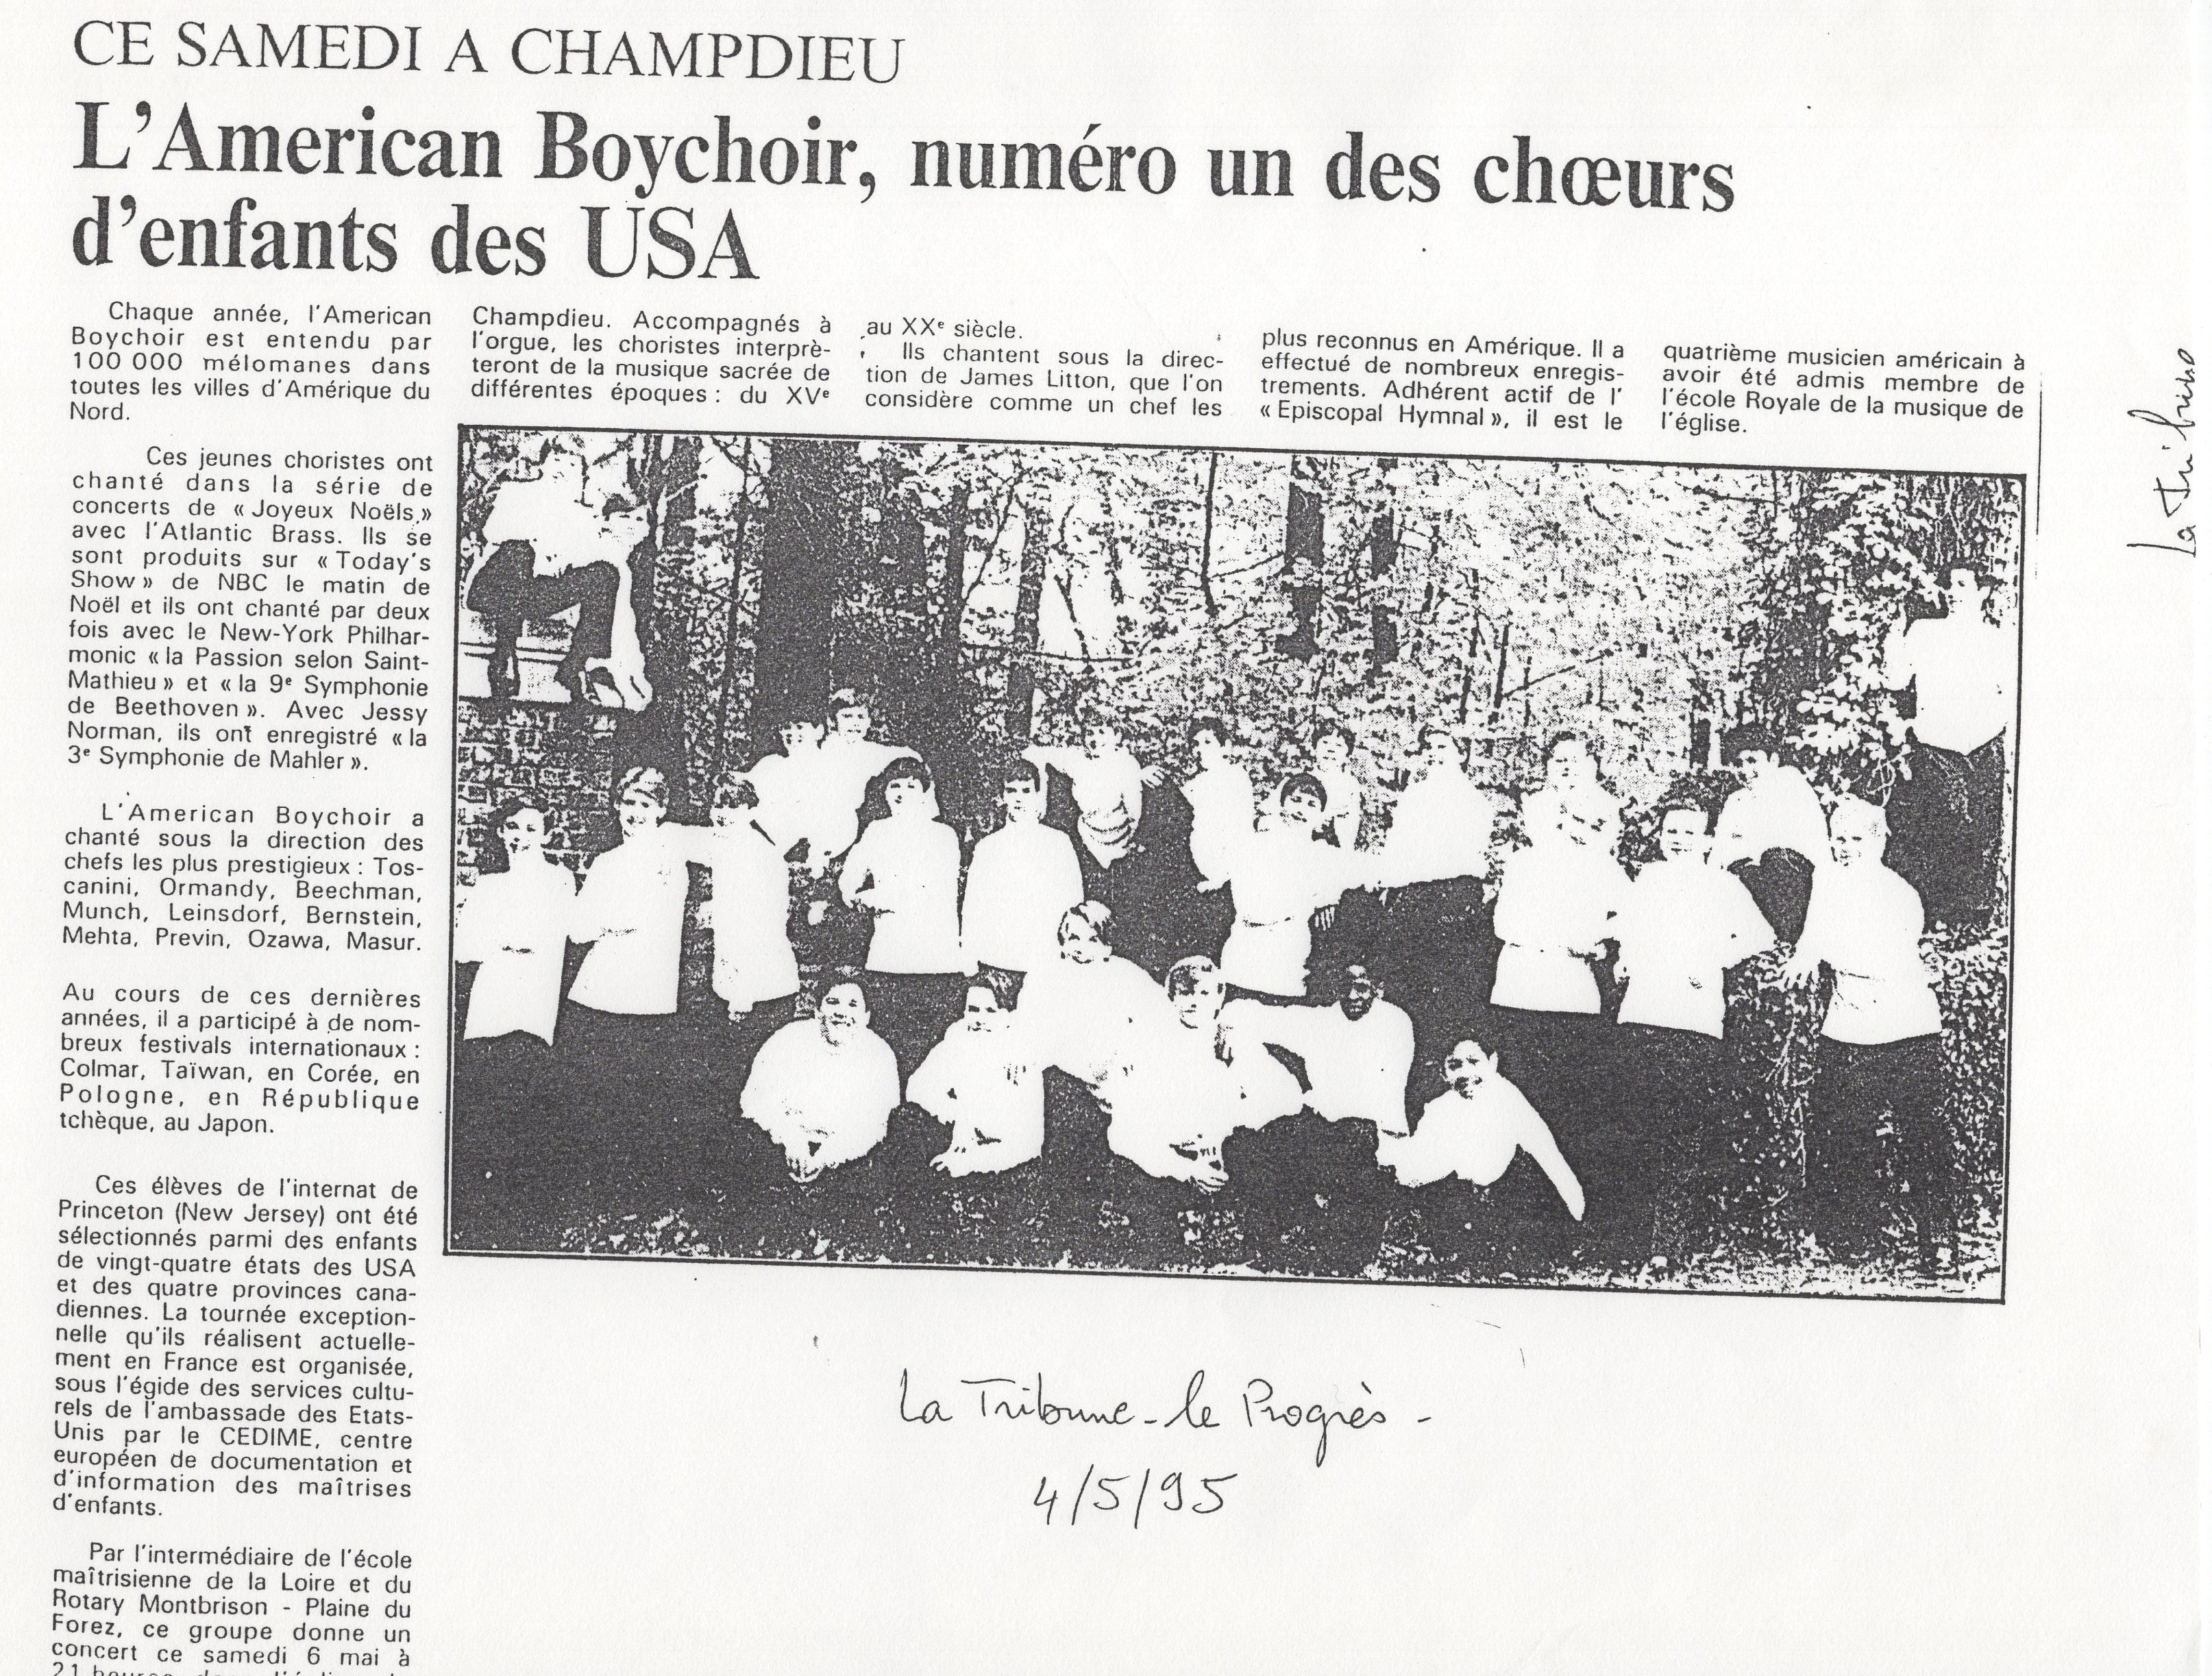 CE SAMEDI A CHAMPDIEU
L'American Boychoir, numéro un des chœurs
d'enfants des USA
Chaque année, l'American
Boychoir est entendu par
100 000 mélomanes dans
toutes les villes d'Amérique du
Nord.
Ces jeunes choristes ont
chanté dans la série de
concerts de « Joyeux Noëls »
avec l'Atlantic Brass. Ils se
sont produits sur « Today's
Show » de NBC le matin de
Noël et ils ont chanté par deux
fois avec le New-York Philhar-
monic « la Passion selon Saint-
Mathieu » et « la 9e Symphonie
de Beethoven ». Avec Jessy
Norman, ils ont enregistré « la
3e Symphonie de Mahler ».
L'American Boychoir a
chanté sous la direction des
chefs les plus prestigieux : Tos-
canini, Ormandy, Beechman,
Munch, Leinsdorf, Bernstein,
Mehta, Previn, Ozawa, Masur.
Au cours de ces dernières
années, il a participé à de nom-
breux festivals internationaux :
Colmar, Taïwan, en Corée, en
Pologne, en République
tchèque, au Japon.
Ces élèves de l'internat de
Princeton (New Jersey) ont été
sélectionnés parmi des enfants
de vingt-quatre états des USA
et des quatre provinces cana-
diennes. La tournée exception-
nelle qu'ils réalisent actuelle-
ment en France est organisée,
sous l'égide des services cultu-
rels de l'ambassade des Etats-
Unis par le CEDIME, centre
européen de documentation et
d'information des maîtrises
d'enfants.
Par l'intermédiaire de l'école
maîtrisienne de la Loire et du
Rotary Montbrison - Plaine du
Forez, ce groupe donne un
concert ce samedi 6 mai à
21 heures dans l'église de
Champdieu. Accompagnés à
l'orgue, les choristes interprè-
teront de la musique sacrée de
différentes époques : du XVe
au XXe siècle.
Ils chantent sous la direc-
tion de James Litton, que l'on
considère comme un chef les
plus reconnus en Amérique. Il a
effectué de nombreux enregis-
trements. Adhérent actif de l'
« Episcopal Hymnal », il est le
quatrième musicien américain à
avoir été admis membre de
l'école Royale de la musique de
l'église.
La Tribune - le Progrès -
4/5/95
La Tribune